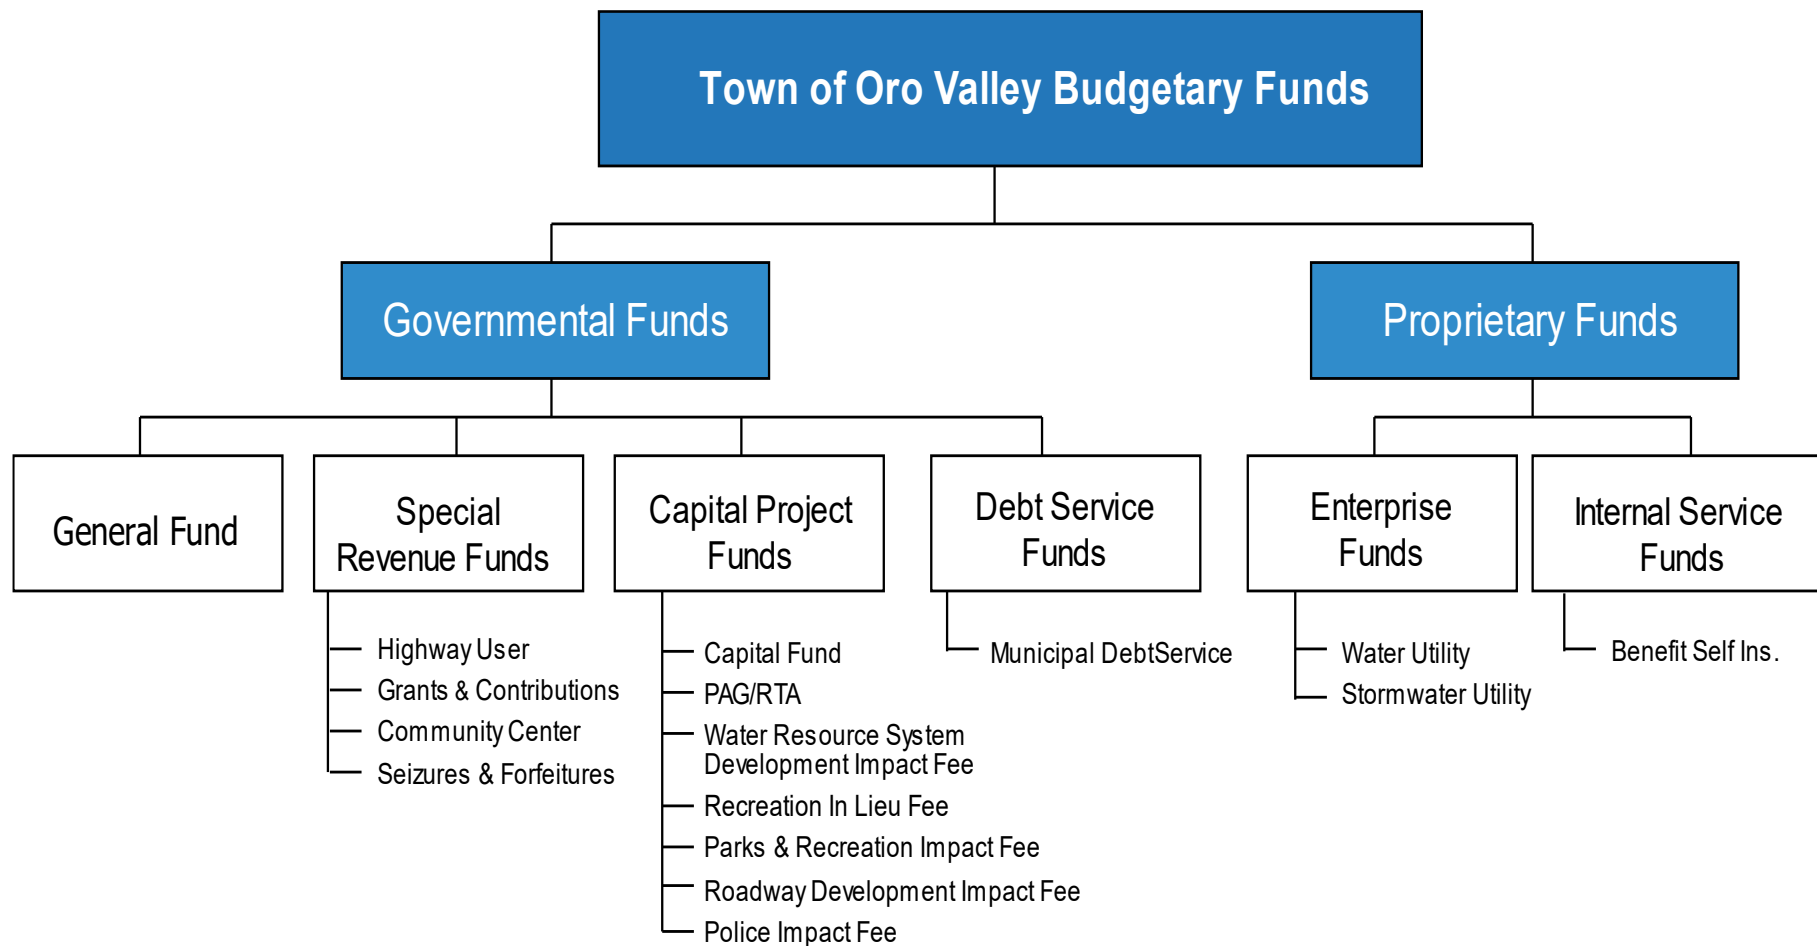 Town of Oro Valley Budgetary Funds
Governmental Funds
Proprietary Funds
General Fund
Special
Revenue Funds
Capital Project
Funds
Debt Service
Funds
Enterprise
Funds
Internal Service
Funds
Highway User
Grants & Contributions
Community Center
Seizures & Forfeitures
Capital Fund
PAG/RTA
Water Resource System
Development Impact Fee
Recreation In Lieu Fee
Parks & Recreation Impact Fee
Roadway Development Impact Fee
Police Impact Fee
Municipal DebtService
Water Utility
Stormwater Utility
Benefit Self Ins.